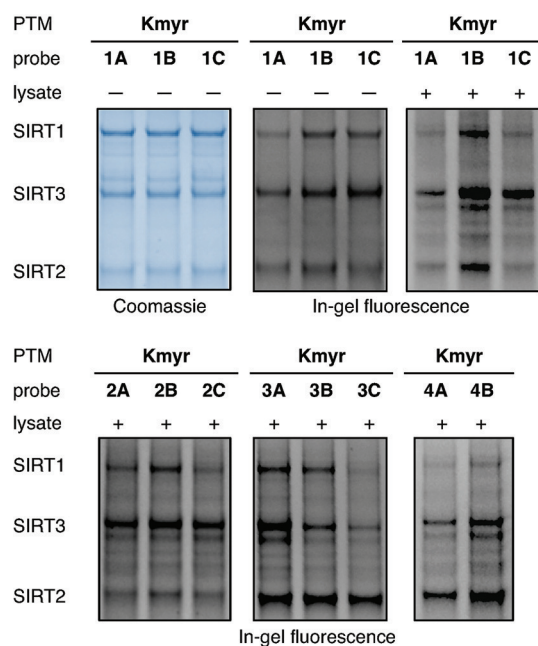 PTM Kmyr Kmyr Kmyr
probe 1A 1B 1C 1A 1B 1C 1A 1B 1C
lysate — — — — — — + + +
SIRT1
SIRT3
SIRT2
Coomassie In-gel fluorescence
PTM Kmyr Kmyr Kmyr
probe 2A 2B 2C 3A 3B 3C 4A 4B
lysate + + + + + + + +
SIRT1
SIRT3
SIRT2
In-gel fluorescence